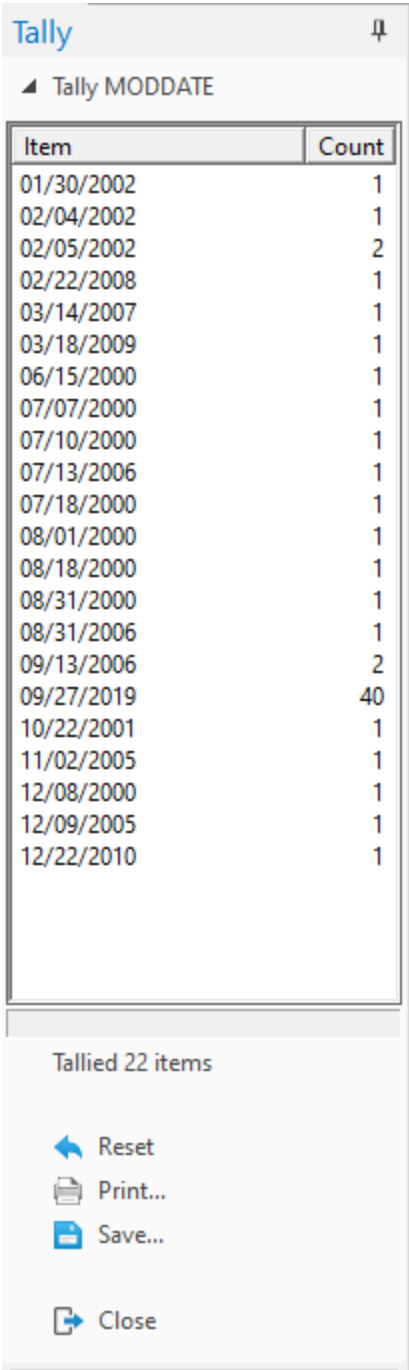 Tally
Tally MODDATE
Item Count
01/30/2002 1
02/04/2002 1
02/05/2002 2
02/22/2008 1
03/14/2007 1
03/18/2009 1
06/15/2000 1
07/07/2000 1
07/10/2000 1
07/13/2006 1
07/18/2000 1
08/01/2000 1
08/18/2000 1
08/31/2000 1
08/31/2006 1
09/13/2006 2
09/27/2019 40
10/22/2001 1
11/02/2005 1
12/08/2000 1
12/09/2005 1
12/22/2010 1
Tallied 22 items
Reset
Print...
Save...
Close